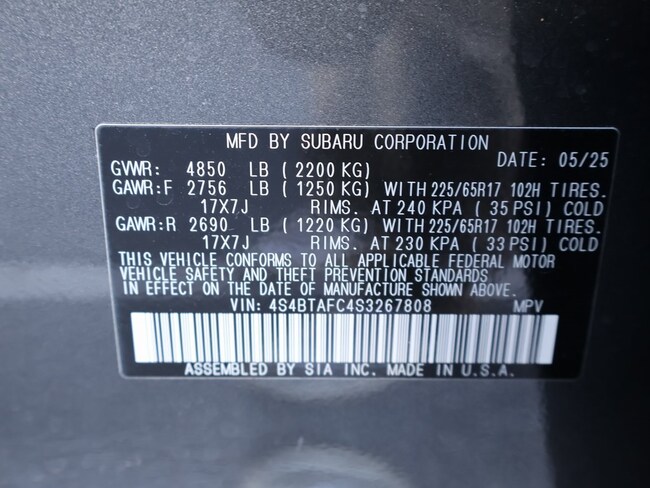 MFD BY SUBARU CORPORATION
DATE: 05/25
GVWR: 4850 LB ( 2200 KG)
GAWR:F 2756 LB ( 1250 KG) WITH 225/65R17 102H TIRES.
17X7J RIMS. AT 240 KPA ( 35 PSI) COLD
GAWR:R 2690 LB ( 1220 KG) WITH 225/65R17 102H TIRES.
17X7J RIMS. AT 230 KPA ( 33 PSI) COLD
THIS VEHICLE CONFORMS TO ALL APPLICABLE FEDERAL MOTOR
VEHICLE SAFETY AND THEFT PREVENTION STANDARDS
IN EFFECT ON THE DATE OF MANUFACTURE SHOWN ABOVE.
VIN: 4S4BTAFC4S3267808 MPV
ASSEMBLED BY SIA INC. MADE IN U.S.A.